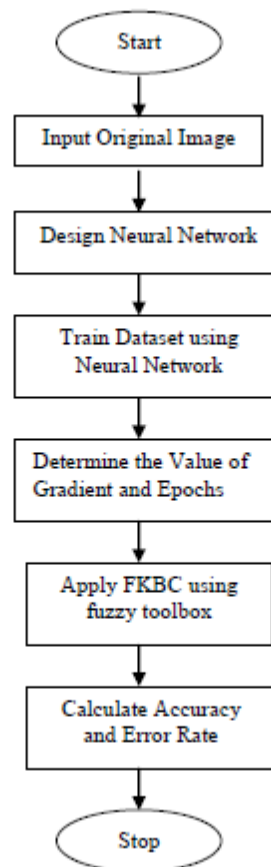 Start
Input Original Image
Design Neural Network
Train Dataset using
Neural Network
Determine the Value of
Gradient and Epochs
Apply FKBC using
fuzzy toolbox
Calculate Accuracy
and Error Rate
Stop